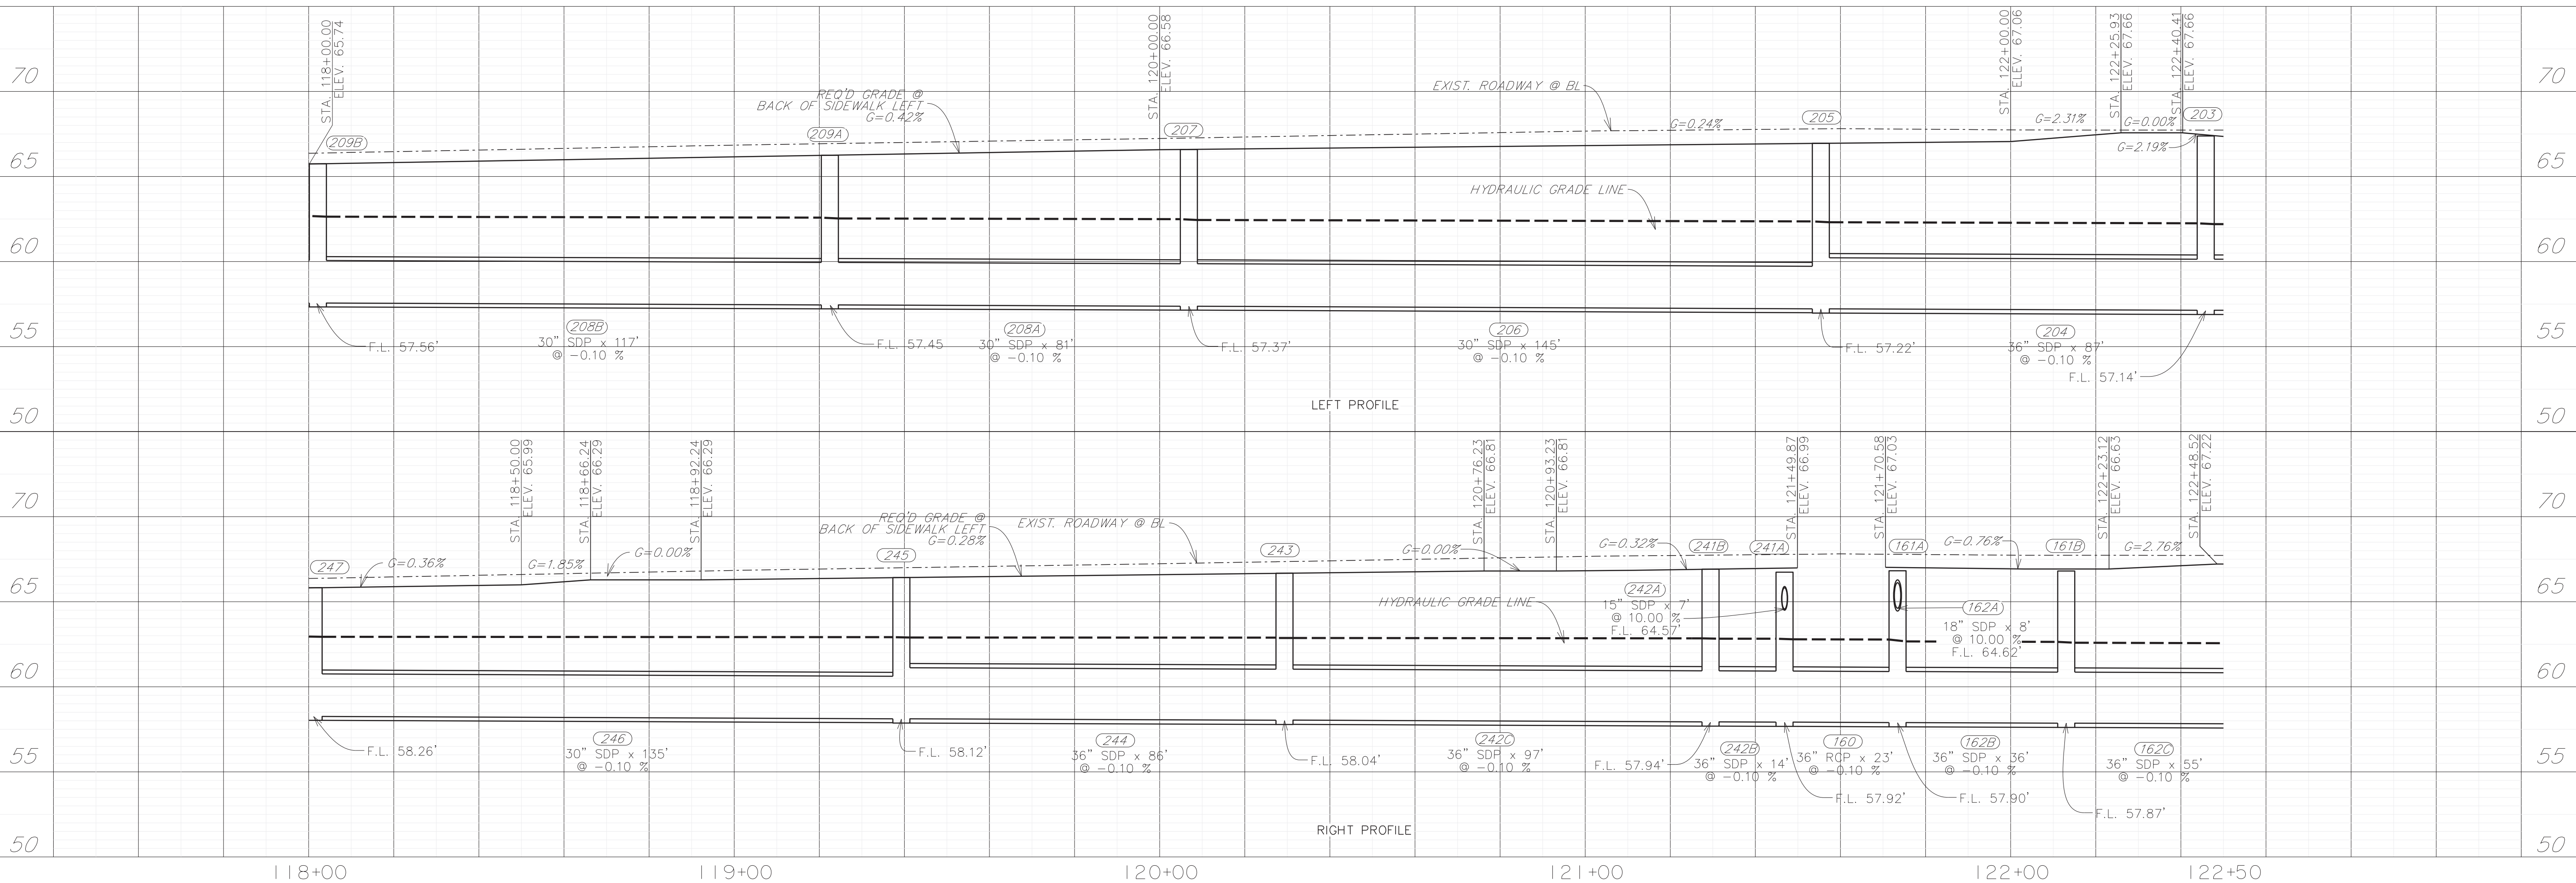 STA. 118+00.00
ELEV. 65.74
STA. 120+00.00
ELEV. 66.58
STA. 122+00.00
ELEV. 67.06
STA. 122+25.93
ELEV. 67.66
STA. 122+40.41
ELEV. 67.66
70
70
REQ'D GRADE @
BACK OF SIDEWALK LEFT
G=0.42%
EXIST. ROADWAY @ BL
G=0.24%
G=2.31%
G=0.00%
G=2.19%
209B
209A
207
205
203
65
65
HYDRAULIC GRADE LINE
60
60
55
55
F.L. 57.56'
208B
30" SDP x 117'
@ -0.10 %
F.L. 57.45
208A
30" SDP x 81'
@ -0.10 %
F.L. 57.37'
206
30" SDP x 145'
@ -0.10 %
F.L. 57.22'
204
36" SDP x 87'
@ -0.10 %
F.L. 57.14'
LEFT PROFILE
50
50
STA. 118+50.00
ELEV. 65.99
STA. 118+66.24
ELEV. 66.29
STA. 118+92.24
ELEV. 66.29
STA. 120+76.23
ELEV. 66.81
STA. 120+93.23
ELEV. 66.81
STA. 121+49.87
ELEV. 66.99
STA. 121+70.58
ELEV. 67.03
STA. 122+23.12
ELEV. 66.63
STA. 122+48.52
ELEV. 67.22
70
70
REQ'D GRADE @
BACK OF SIDEWALK LEFT
G=0.28%
EXIST. ROADWAY @ BL
247
G=0.36%
G=1.85%
G=0.00%
245
243
G=0.00%
G=0.32%
241B
241A
161A
G=0.76%
161B
G=2.76%
65
65
HYDRAULIC GRADE LINE
242A
15" SDP x 7'
@ 10.00 %
F.L. 64.57'
162A
18" SDP x 8'
@ 10.00 %
F.L. 64.62'
60
60
55
55
F.L. 58.26'
246
30" SDP x 135'
@ -0.10 %
F.L. 58.12'
244
36" SDP x 86'
@ -0.10 %
F.L. 58.04'
242C
36" SDP x 97'
@ -0.10 %
F.L. 57.94'
242B
36" SDP x 14'
@ -0.10 %
160
36" RCP x 23'
@ -0.10 %
F.L. 57.92'
162B
36" SDP x 36'
@ -0.10 %
F.L. 57.90'
162C
36" SDP x 55'
@ -0.10 %
F.L. 57.87'
RIGHT PROFILE
50
50
118+00
119+00
120+00
121+00
122+00
122+50